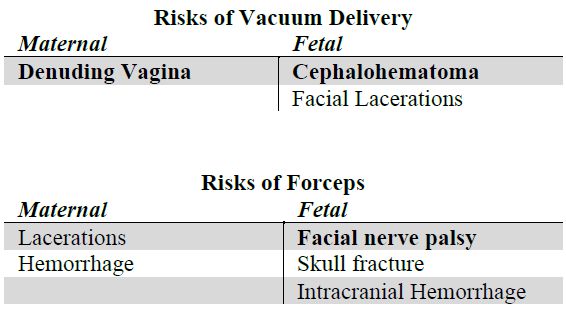 Risks of Vacuum Delivery
Maternal Fetal
Denuding Vagina Cephalohematoma
Facial Lacerations
Risks of Forceps
Maternal Fetal
Lacerations Facial nerve palsy
Hemorrhage Skull fracture
Intracranial Hemorrhage